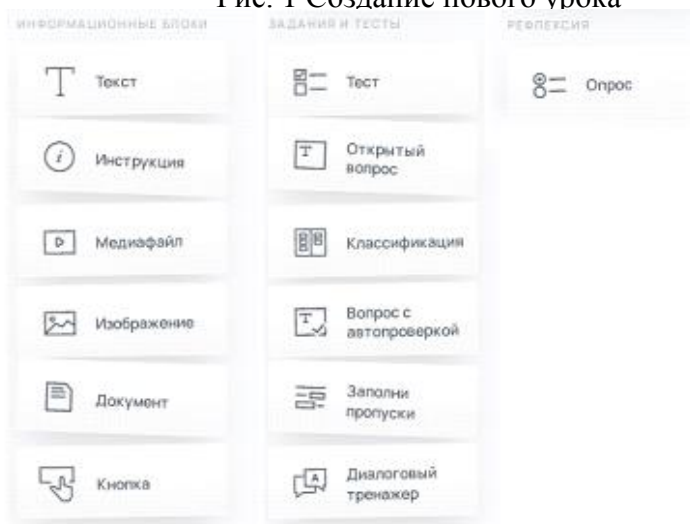 Рис. 1 Создание нового урока
ИНФОРМАЦИОННЫЕ БЛОКИ
Текст
Инструкция
Медиафайл
Изображение
Документ
Кнопка
ЗАДАНИЯ И ТЕСТЫ
Тест
Открытый
вопрос
Классификация
Вопрос с
автопроверкой
Заполни
пропуски
Диалоговый
тренажер
РЕФЛЕКСИЯ
Опрос